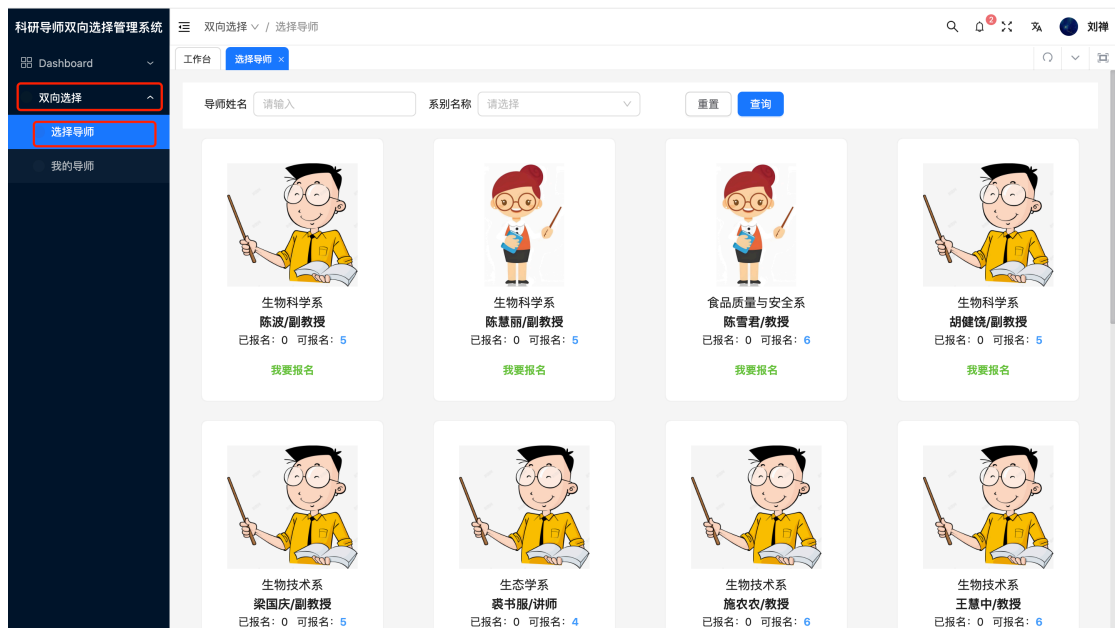 科研导师双向选择管理系统
双向选择 / 选择导师
2
刘禅
Dashboard
双向选择
选择导师
我的导师
工作台
选择导师 ×
导师姓名 请输入 系别名称 请选择 重置 查询
生物科学系
陈波/副教授
已报名：0 可报名：5
我要报名
生物科学系
陈慧丽/副教授
已报名：0 可报名：5
我要报名
食品质量与安全系
陈雪君/教授
已报名：0 可报名：6
我要报名
生物科学系
胡健饶/副教授
已报名：0 可报名：5
我要报名
生物技术系
梁国庆/副教授
已报名：0 可报名：5
生态学系
裘书服/讲师
已报名：0 可报名：4
生物技术系
施农农/教授
已报名：0 可报名：6
生物技术系
王慧中/教授
已报名：0 可报名：6